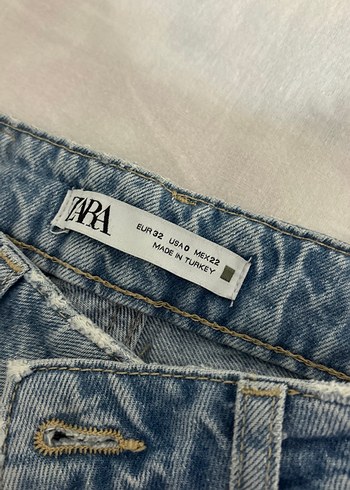 ZARA
EUR 32 USA 0 MEX 22
MADE IN TURKEY